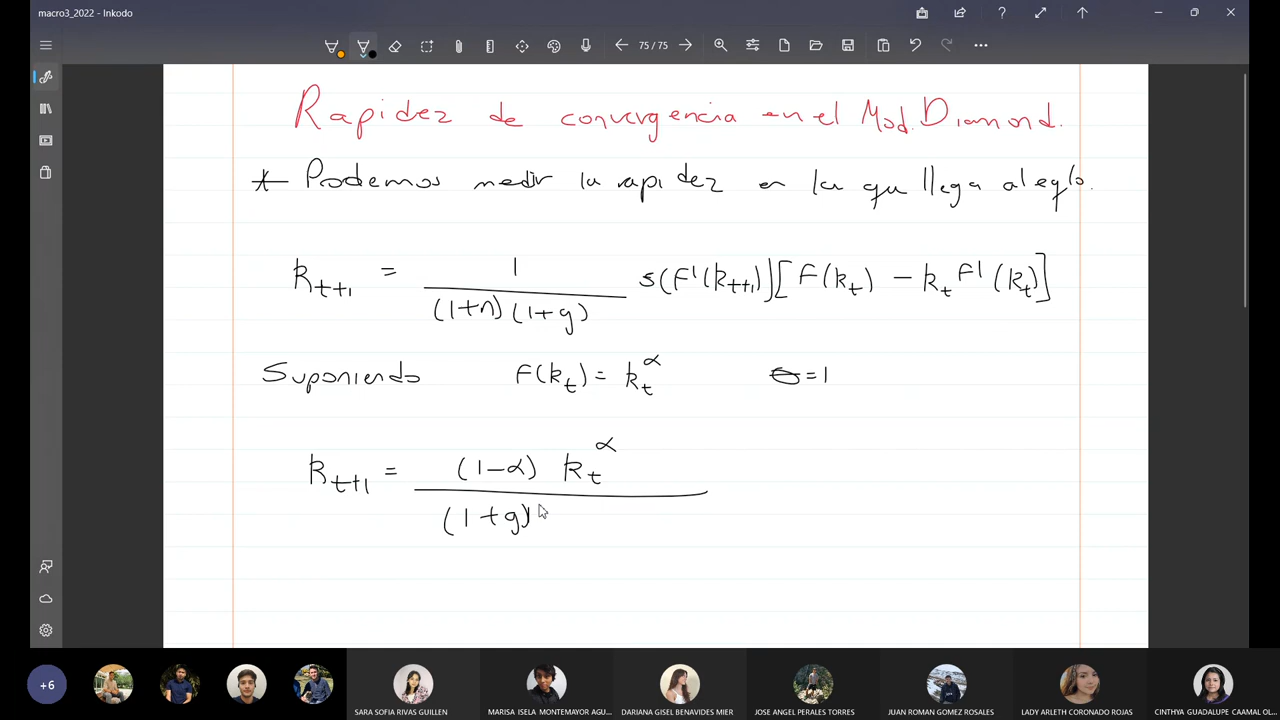 macro3_2022 - Inkodo
75 / 75
Rapidez de convergencia en el Mod. Diamond.
* Podemos medir la rapidez en la que llega al eqlo.
k_{t+1} = 1 / (1+n)(1+g) s(F'(k_{t+1}))[F(k_t) - k_t F'(k_t)]
Suponiendo F(k_t) = k_t^α θ=1
k_{t+1} = (1-α) k_t^α / (1+g)
+6
SARA SOFIA RIVAS GUILLEN
MARISA ISELA MONTEMAYOR AGU...
DARIANA GISEL BENAVIDES MIER
JOSE ANGEL PERALES TORRES
JUAN ROMAN GOMEZ ROSALES
LADY ARLETH CORONADO ROJAS
CINTHYA GUADALUPE CAAMAL O...